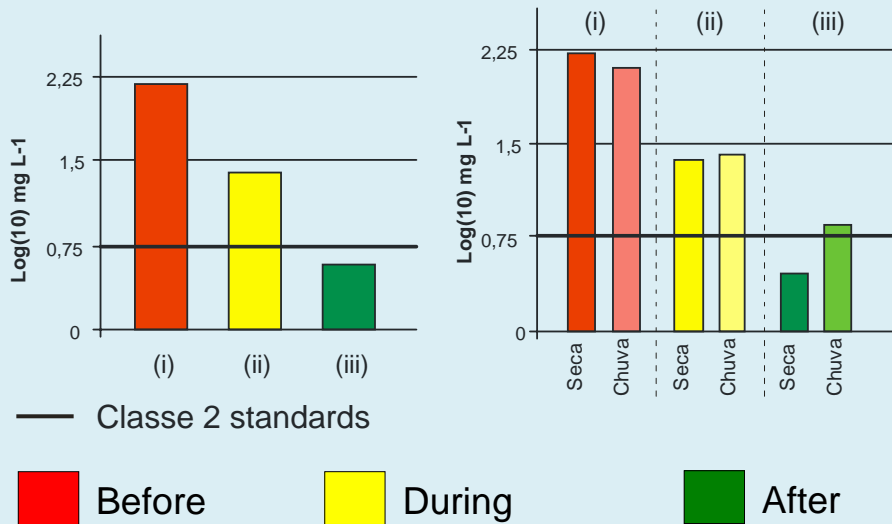 2,25
1,5
0,75
0
Log(10) mg L-1
(i) (ii) (iii)
(i) (ii) (iii)
2,25
1,5
0,75
0
Log(10) mg L-1
Seca Chuva Seca Chuva Seca Chuva
Classe 2 standards
Before During After